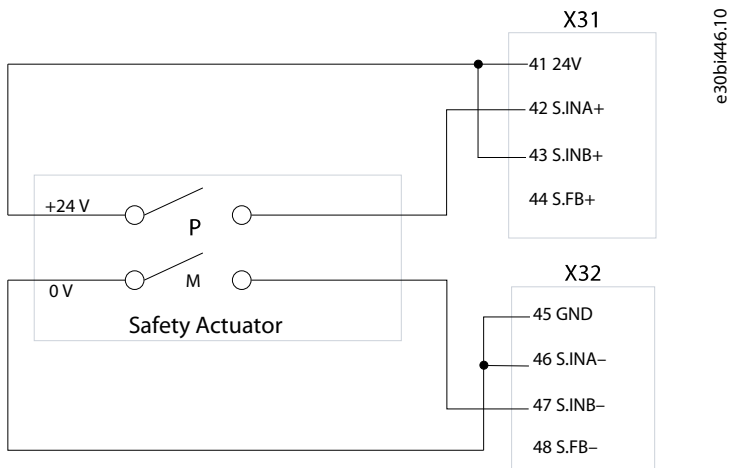 X31
e30bi446.10
41 24V
42 S.INA+
43 S.INB+
44 S.FB+
+24 V
P
M
0 V
Safety Actuator
X32
45 GND
46 S.INA–
47 S.INB–
48 S.FB–